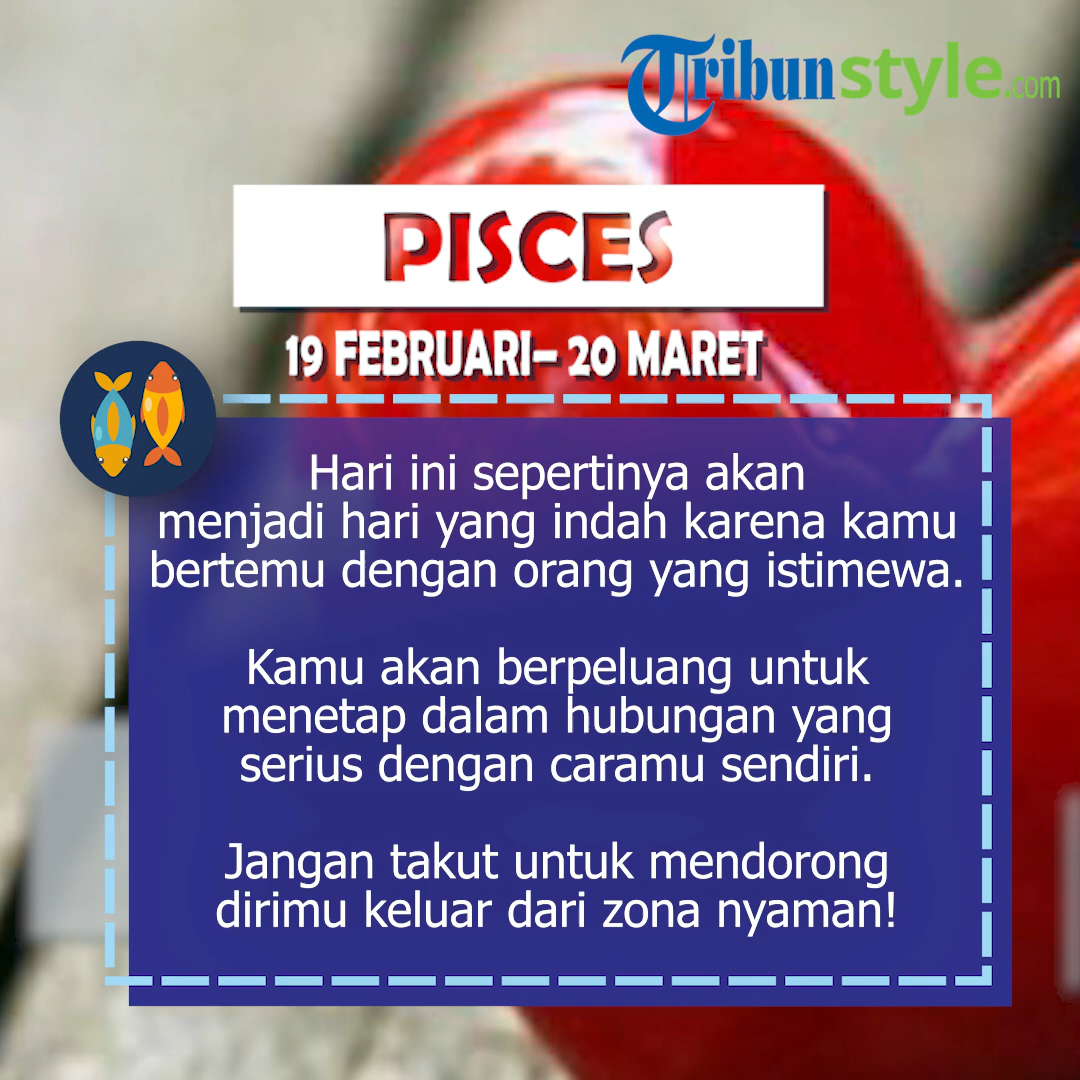 Tribunstyle.com
PISCES
19 FEBRUARI– 20 MARET
Hari ini sepertinya akan
menjadi hari yang indah karena kamu
bertemu dengan orang yang istimewa.
Kamu akan berpeluang untuk
menetap dalam hubungan yang
serius dengan caramu sendiri.
Jangan takut untuk mendorong
dirimu keluar dari zona nyaman!